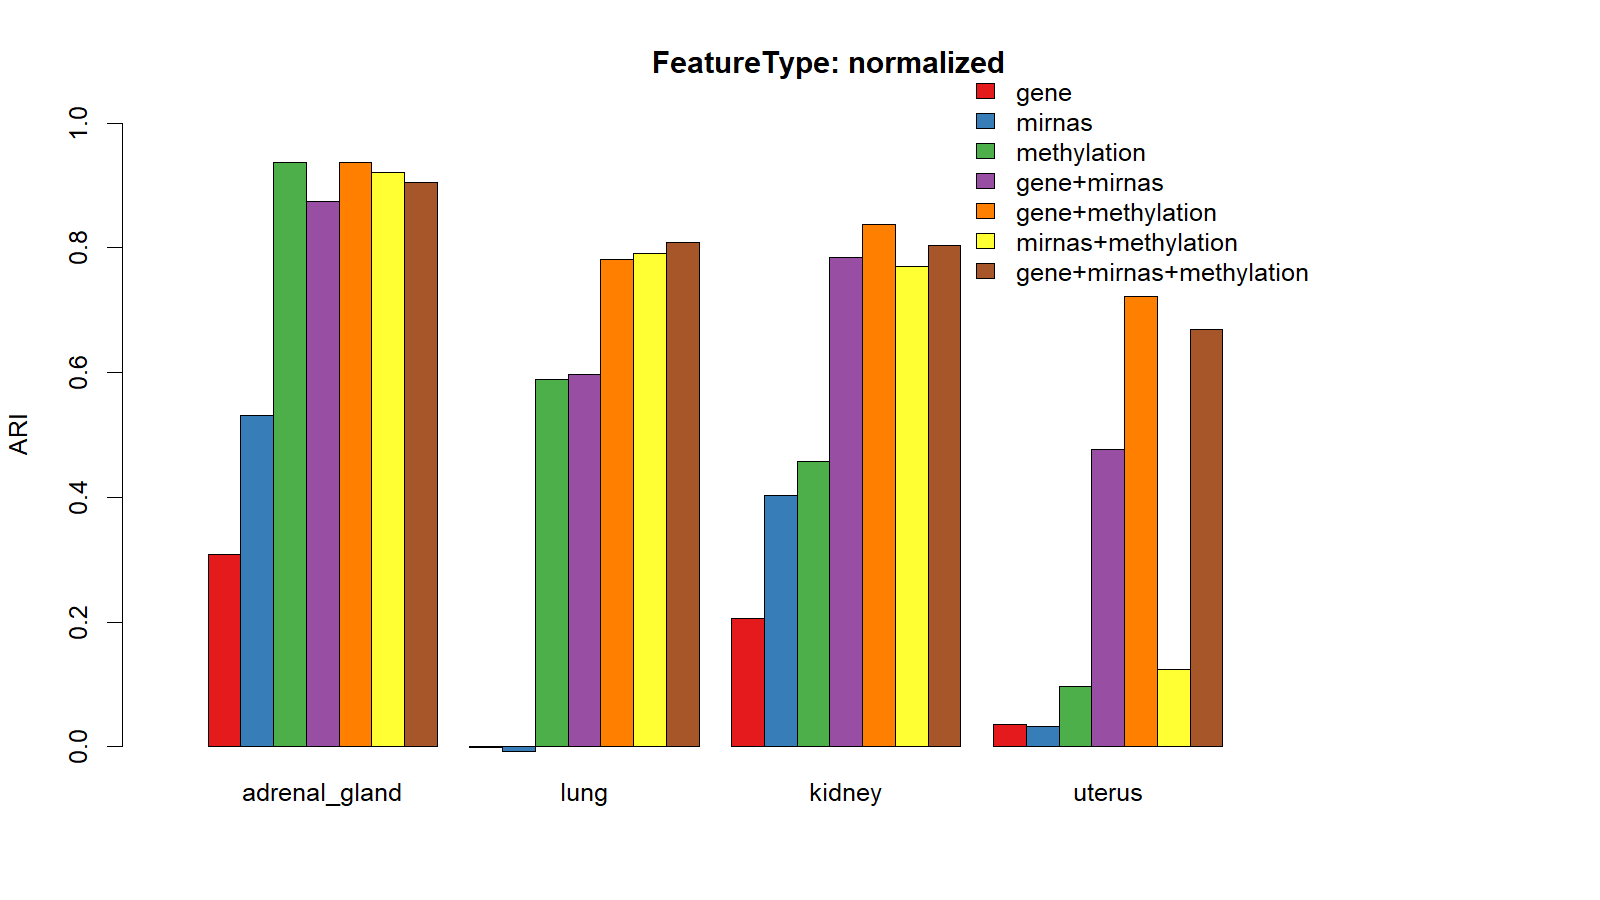 FeatureType: normalized
gene
mirnas
methylation
gene+mirnas
gene+methylation
mirnas+methylation
gene+mirnas+methylation
ARI
1.0
0.8
0.6
0.4
0.2
0.0
adrenal_gland lung kidney uterus